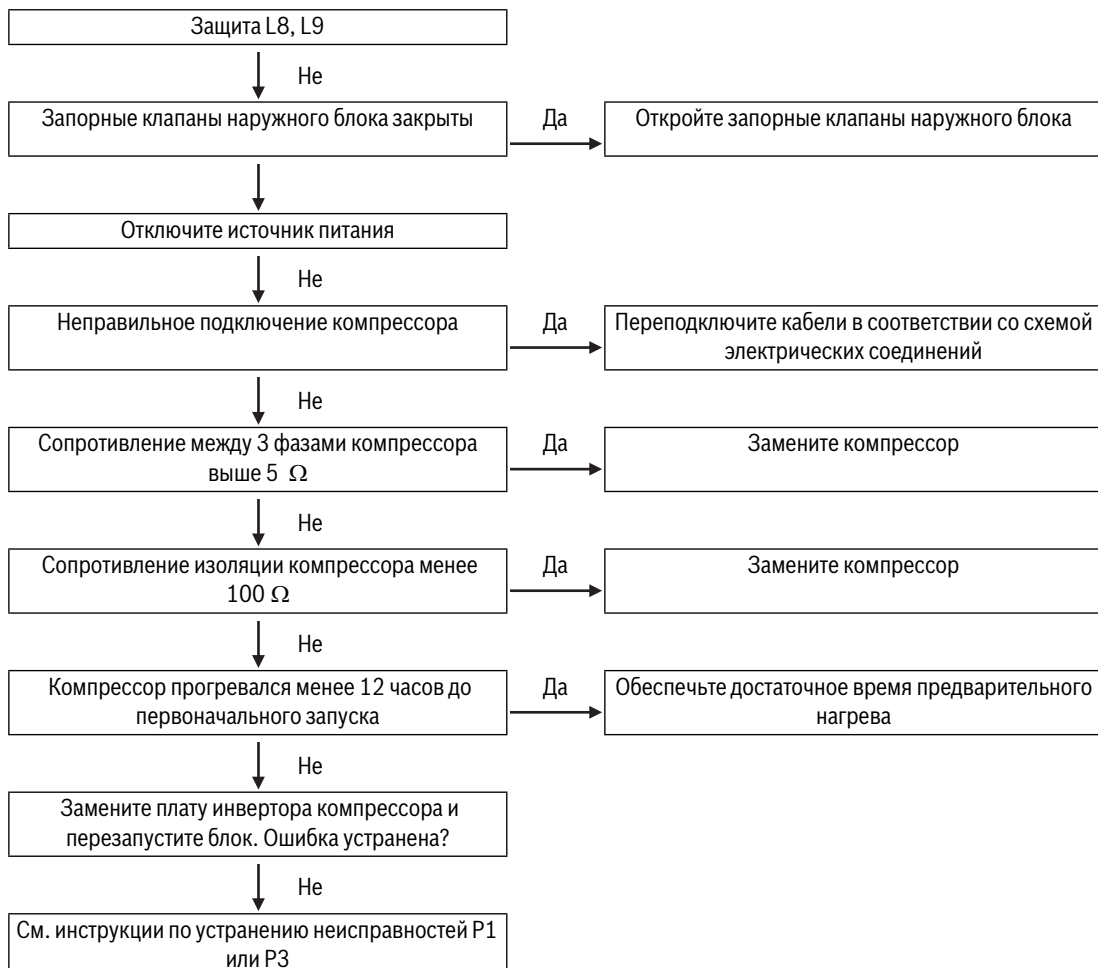 Защита L8, L9
Не
Запорные клапаны наружного блока закрыты
Да
Откройте запорные клапаны наружного блока
Отключите источник питания
Не
Неправильное подключение компрессора
Да
Переподключите кабели в соответствии со схемой
электрических соединений
Не
Сопротивление между 3 фазами компрессора
выше 5 Ω
Да
Замените компрессор
Не
Сопротивление изоляции компрессора менее
100 Ω
Да
Замените компрессор
Не
Компрессор прогревался менее 12 часов до
первоначального запуска
Да
Обеспечьте достаточное время предварительного
нагрева
Не
Замените плату инвертора компрессора и
перезапустите блок. Ошибка устранена?
Не
См. инструкции по устранению неисправностей P1
или P3